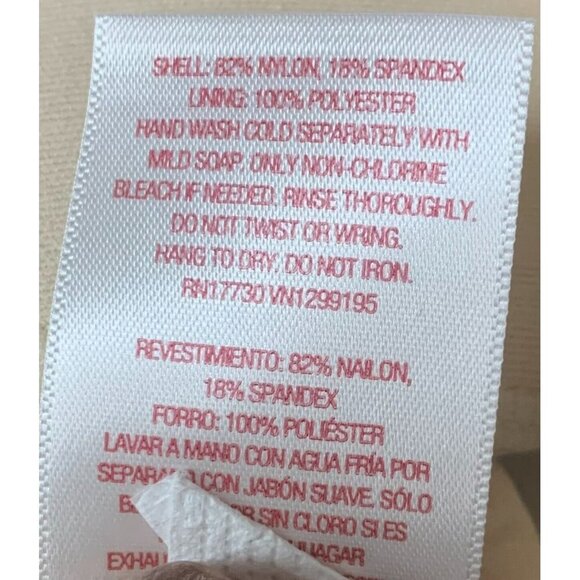 SHELL: 82% NYLON, 18% SPANDEX
LINING: 100% POLYESTER
HAND WASH COLD SEPARATELY WITH
MILD SOAP. ONLY NON-CHLORINE
BLEACH IF NEEDED. RINSE THOROUGHLY.
DO NOT TWIST OR WRING.
HANG TO DRY. DO NOT IRON.
RN17730 VN1299195
REVESTIMIENTO: 82% NAILON,
18% SPANDEX
FORRO: 100% POLIÉSTER
LAVAR A MANO CON AGUA FRÍA POR
CON JABÓN SUAVE. SÓLO
SIN CLORO SI ES